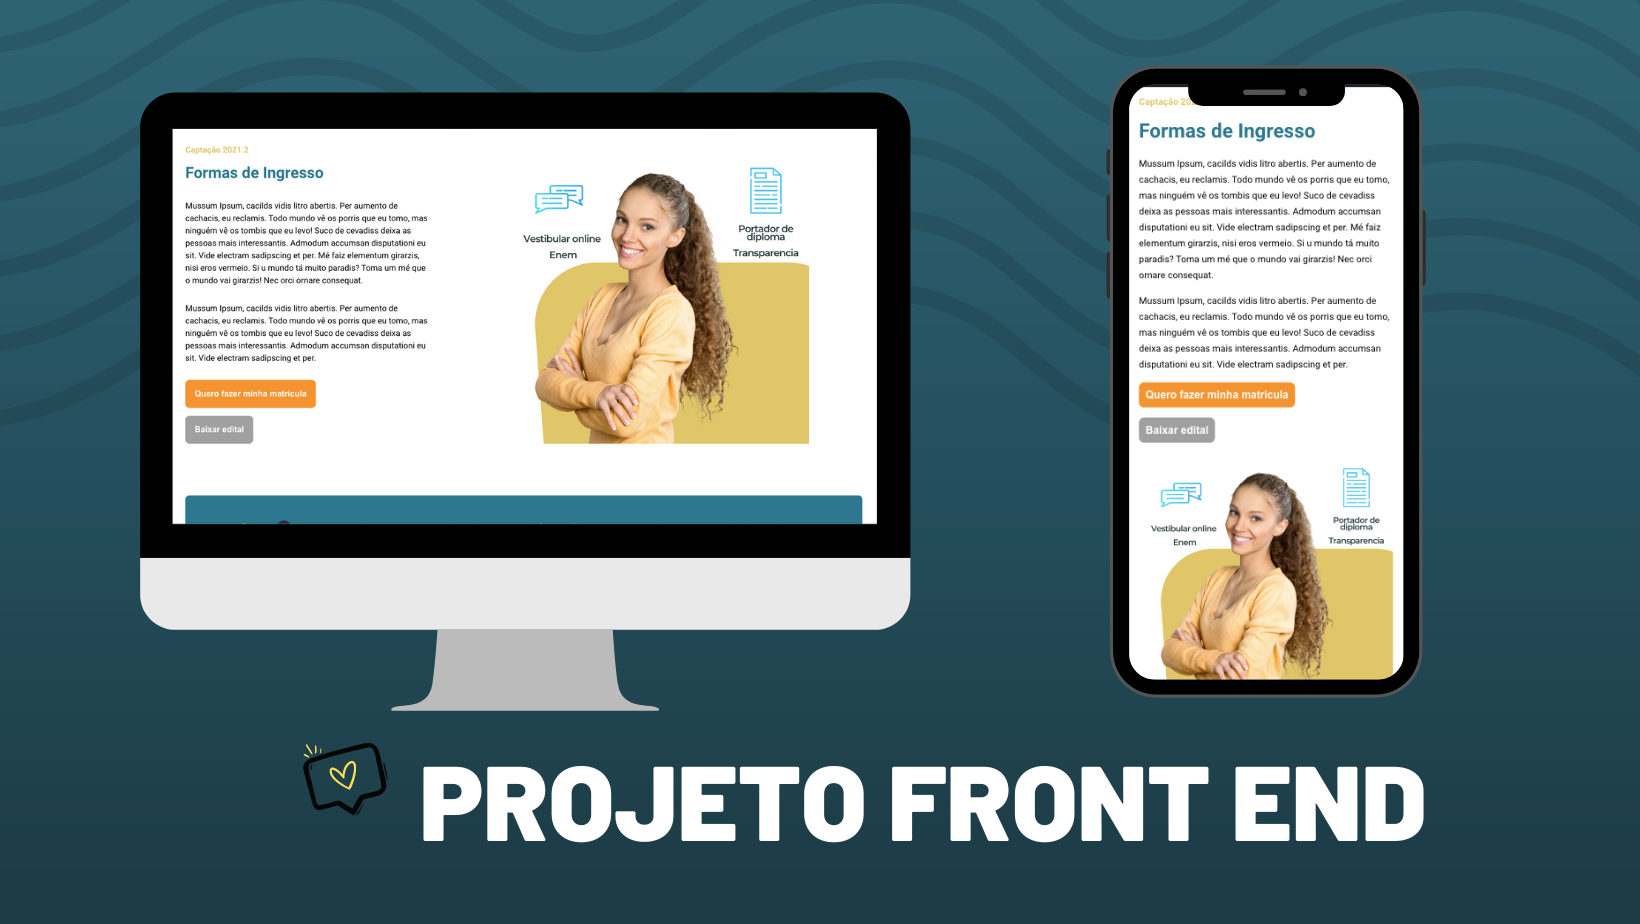 Captação 2021.2
Formas de Ingresso
Mussum Ipsum, cacilds vidis litro abertis. Per aumento de
cachacis, eu reclamis. Todo mundo vê os porris que eu tomo, mas
ninguém vê os tombis que eu levo! Suco de cevadiss deixa as
pessoas mais interessantis. Admodum accumsan disputationi eu
sit. Vide electram sadipscing et per. Mé faiz elementum girarzis,
nisi eros vermeio. Si u mundo tá muito paradis? Toma um mé que
o mundo vai girarzis! Nec orci ornare consequat.
Mussum Ipsum, cacilds vidis litro abertis. Per aumento de
cachacis, eu reclamis. Todo mundo vê os porris que eu tomo, mas
ninguém vê os tombis que eu levo! Suco de cevadiss deixa as
pessoas mais interessantis. Admodum accumsan disputationi eu
sit. Vide electram sadipscing et per.
Quero fazer minha matricula
Baixar edital
Vestibular online
Enem
Portador de
diploma
Transparencia
Captação 202
Formas de Ingresso
Mussum Ipsum, cacilds vidis litro abertis. Per aumento de
cachacis, eu reclamis. Todo mundo vê os porris que eu tomo,
mas ninguém vê os tombis que eu levo! Suco de cevadiss
deixa as pessoas mais interessantis. Admodum accumsan
disputationi eu sit. Vide electram sadipscing et per. Mé faiz
elementum girarzis, nisi eros vermeio. Si u mundo tá muito
paradis? Toma um mé que o mundo vai girarzis! Nec orci
ornare consequat.
Mussum Ipsum, cacilds vidis litro abertis. Per aumento de
cachacis, eu reclamis. Todo mundo vê os porris que eu tomo,
mas ninguém vê os tombis que eu levo! Suco de cevadiss
deixa as pessoas mais interessantis. Admodum accumsan
disputationi eu sit. Vide electram sadipscing et per.
Quero fazer minha matricula
Baixar edital
Vestibular online
Enem
Portador de
diploma
Transparencia
PROJETO FRONT END